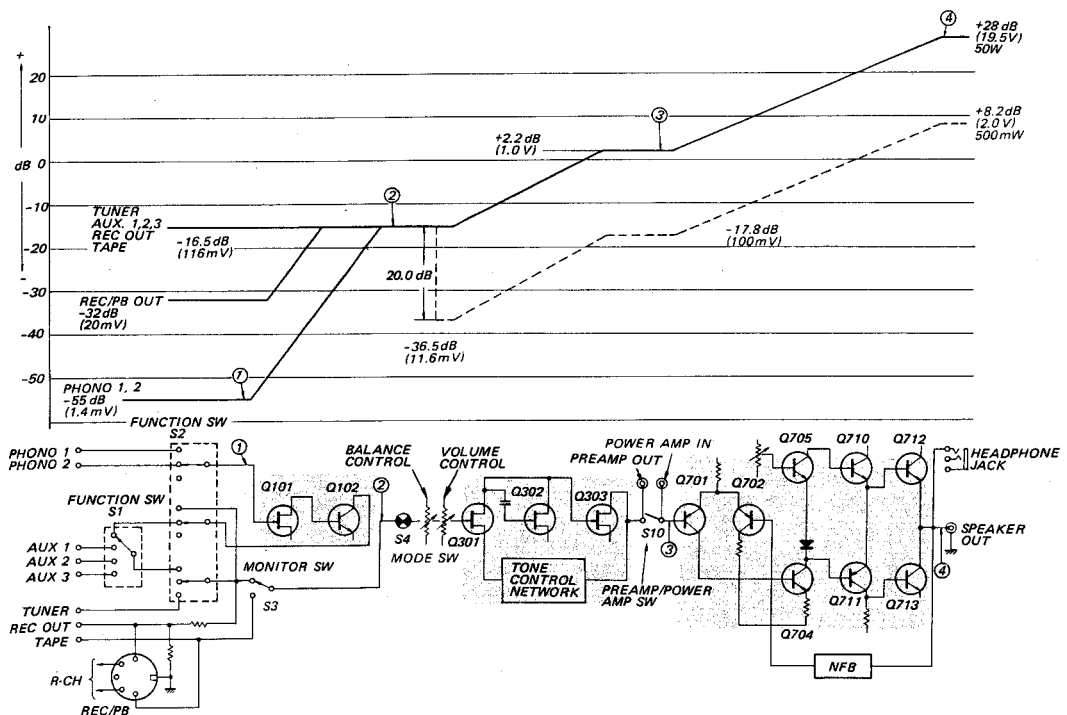 ④
+28 dB
(19.5V)
50W
+
20
10
dB 0
-10
-20
-
-30
-40
-50
③
+2.2 dB
(1.0 V)
+8.2 dB
(2.0 V)
500mW
②
TUNER
AUX. 1,2,3
REC OUT
TAPE
-16.5 dB
(116mV)
-17.8 dB
(100mV)
20.0 dB
REC/PB OUT
-32dB
(20mV)
-36.5 dB
(11.6mV)
①
PHONO 1, 2
-55 dB
(1.4mV)
FUNCTION SW
S2
PHONO 1
PHONO 2
①
Q101
Q102
②
BALANCE
CONTROL
VOLUME
CONTROL
S4
MODE SW
Q301
Q302
Q303
TONE
CONTROL
NETWORK
POWER AMP IN
PREAMP OUT
S10
③
PREAMP/POWER
AMP SW
Q701
Q702
Q705
Q710
Q712
HEADPHONE
JACK
SPEAKER
OUT
④
Q704
Q711
Q713
NFB
FUNCTION SW
S1
AUX 1
AUX 2
AUX 3
MONITOR SW
S3
TUNER
REC OUT
TAPE
R-CH
REC/PB